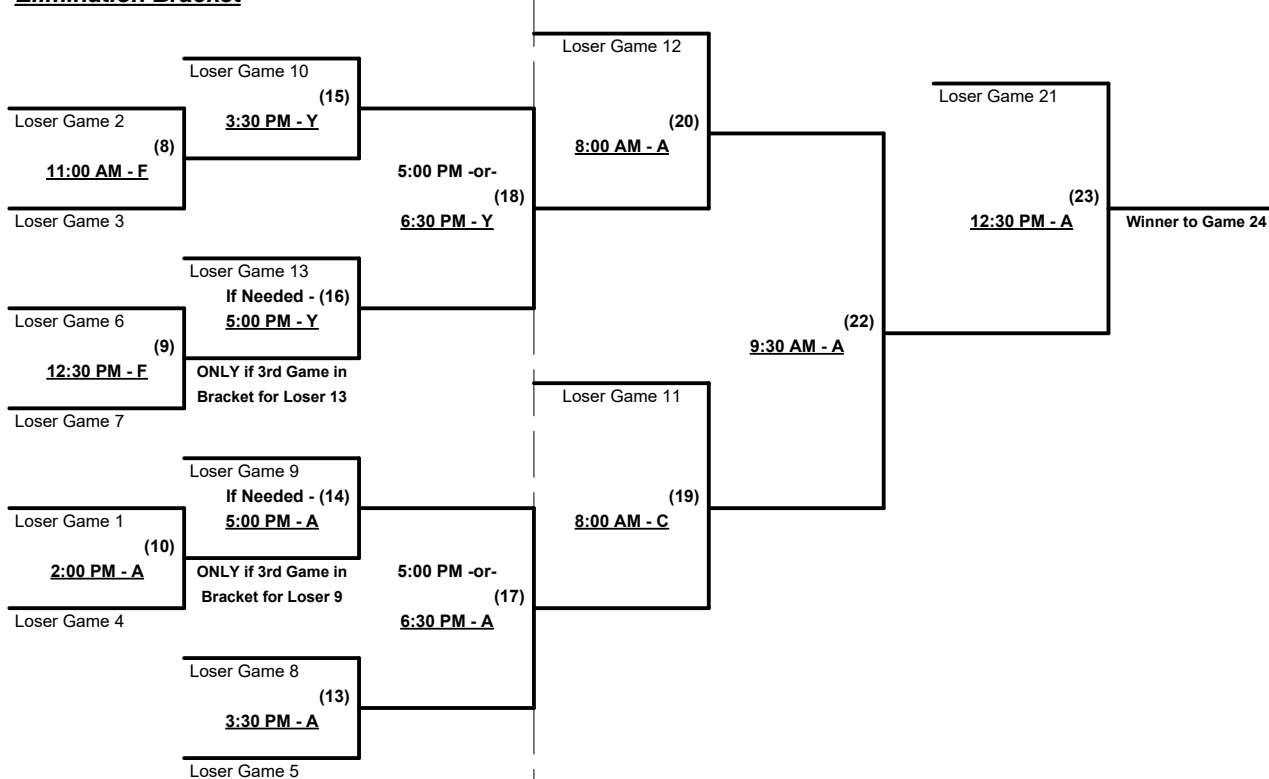 Elimination Bracket
Loser Game 12
Loser Game 10
Loser Game 21
(15)
Loser Game 2
3:30 PM - Y
(20)
(8)
8:00 AM - A
11:00 AM - F
5:00 PM -or-
(18)
(23)
Loser Game 3
6:30 PM - Y
12:30 PM - A
Winner to Game 24
Loser Game 13
If Needed - (16)
Loser Game 6
5:00 PM - Y
(22)
(9)
9:30 AM - A
12:30 PM - F
ONLY if 3rd Game in
Bracket for Loser 13
Loser Game 11
Loser Game 7
Loser Game 9
If Needed - (14)
(19)
Loser Game 1
5:00 PM - A
8:00 AM - C
(10)
2:00 PM - A
ONLY if 3rd Game in
5:00 PM -or-
Bracket for Loser 9
(17)
Loser Game 4
6:30 PM - A
Loser Game 8
(13)
3:30 PM - A
Loser Game 5